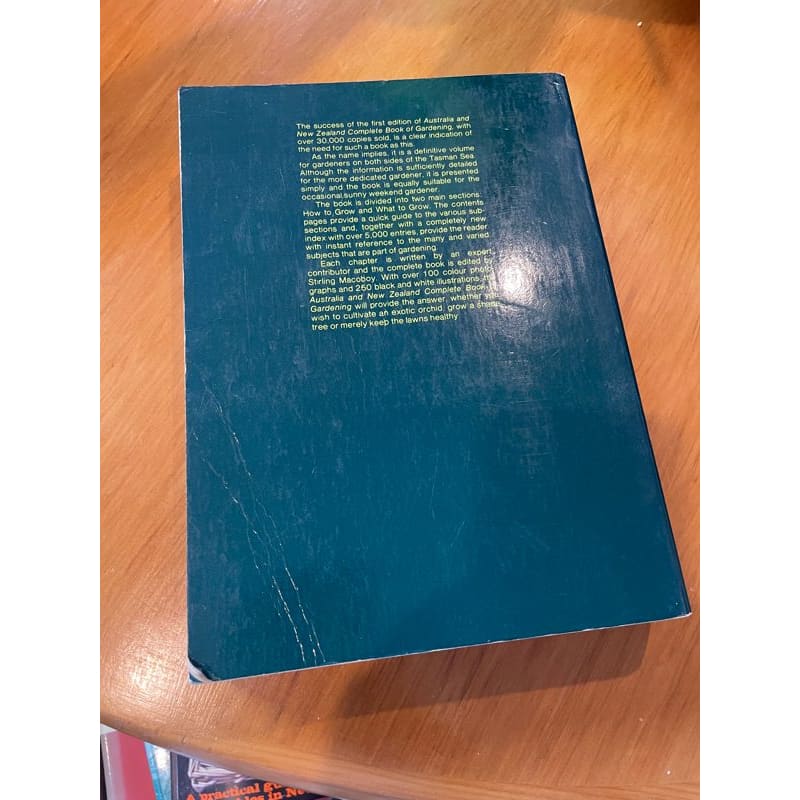 The success of the first edition of Australia and
New Zealand Complete Book of Gardening, with
over 30,000 copies sold, is a clear indication of
the need for such a book as this.
As the name implies, it is a definitive volume
for gardeners on both sides of the Tasman Sea.
Although the information is sufficiently detailed
for the more dedicated gardener, it is presented
simply and the book is equally suitable for the
occasional,sunny weekend gardener.
The book is divided into two main sections
How to Grow and What to Grow. The contents
pages provide a quick guide to the various sub-
sections and, together with a completely new
index with over 5,000 entries, provide the reader
with instant reference to the many and varied
subjects that are part of gardening.
Each chapter is written by an expert
contributor and the complete book is edited by
Stirling Macoboy. With over 100 colour photo-
graphs and 250 black and white illustrations,
Australia and New Zealand Complete Book
Gardening will provide the answer, whether you
wish to cultivate an exotic orchid, grow a shade
tree or merely keep the lawns healthy
A practical
in